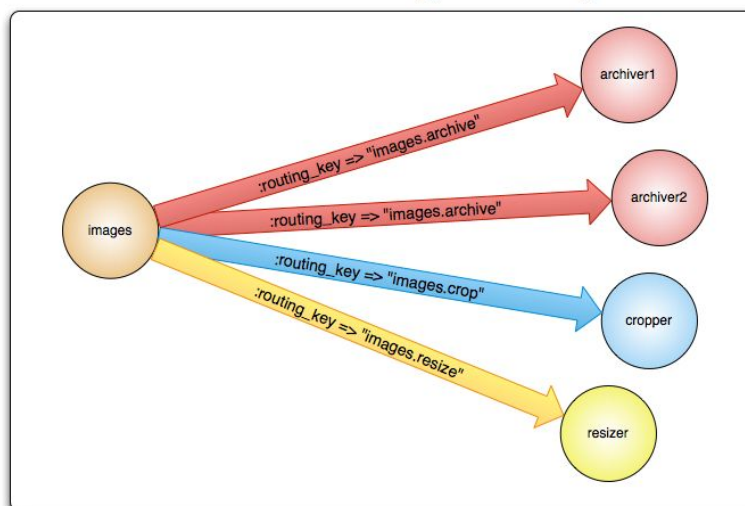 archiver1
:routing_key => "images.archive"
archiver2
:routing_key => "images.archive"
images
:routing_key => "images.crop"
cropper
:routing_key => "images.resize"
resizer